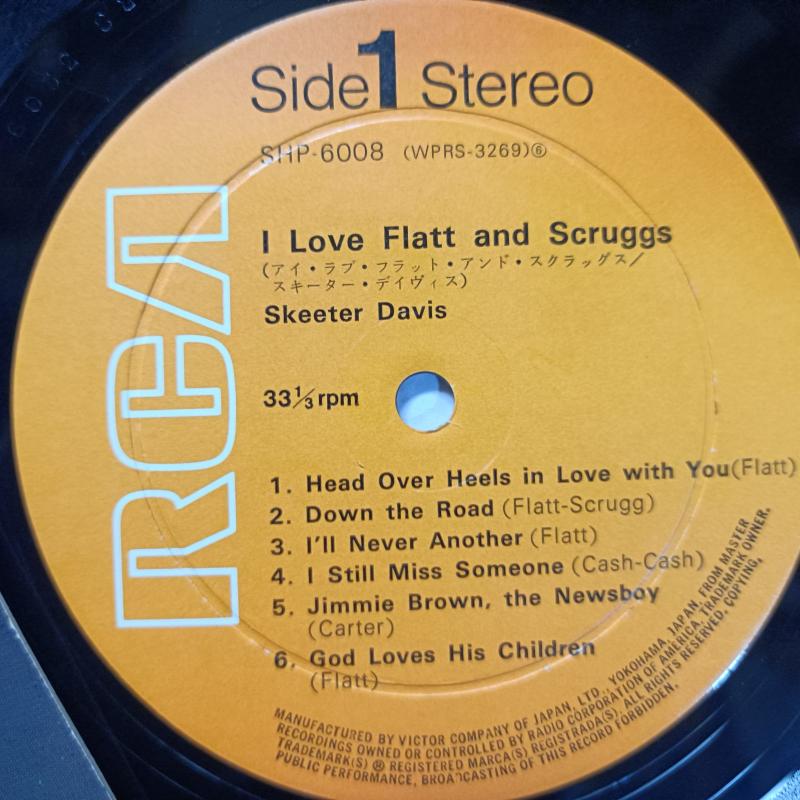 Side 1 Stereo
SHP-6008 (WPRS-3269)⑥
I Love Flatt and Scruggs
(アイ・ラブ・フラット・アンド・スクラッグス/
スキーター・デイヴィス)
Skeeter Davis
33⅓rpm
1. Head Over Heels in Love with You(Flatt)
2. Down the Road (Flatt-Scrugg)
3. I'll Never Another (Flatt)
4. I Still Miss Someone (Cash-Cash)
5. Jimmie Brown, the Newsboy
(Carter)
6. God Loves His Children
(Flatt)
RCA
MANUFACTURED BY VICTOR COMPANY OF JAPAN, LTD., YOKOHAMA, JAPAN, FROM MASTER
RECORDINGS OWNED OR CONTROLLED BY RADIO CORPORATION OF AMERICA, TRADEMARK OWNER.
TRADEMARK(S) ® REGISTERED MARCA(S) REGISTRADA(S). ALL RIGHTS RESERVED, COPYING,
PUBLIC PERFORMANCE, BROADCASTING OF THIS RECORD FORBIDDEN.